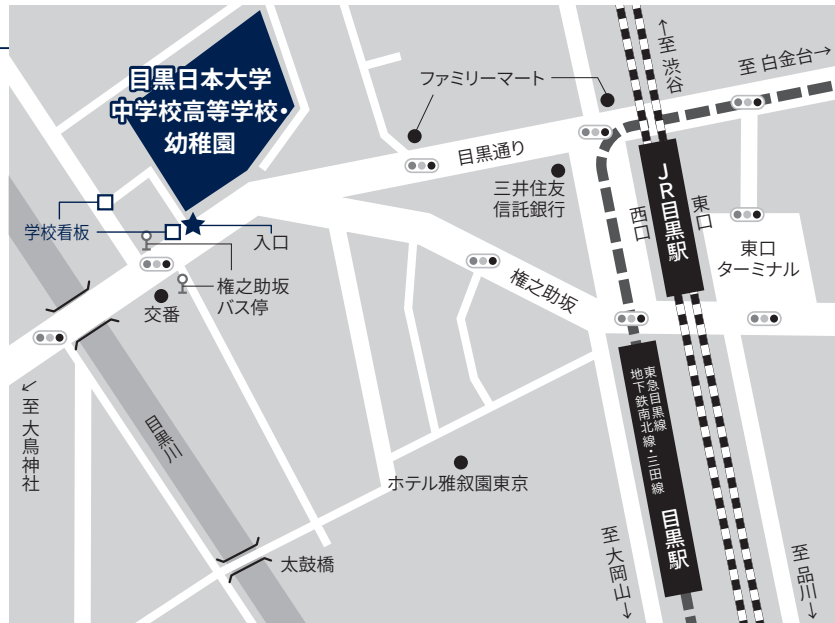 目黒日本大学
中学校高等学校・
幼稚園
ファミリーマート
←至 渋谷
至 白金台→
目黒通り
三井住友
信託銀行
JR目黒駅
西口
東口
東口
ターミナル
学校看板
入口
権之助坂
バス停
交番
権之助坂
←至 大鳥神社
目黒川
東急目黒線
地下鉄南北線・三田線
目黒駅
ホテル雅叙園東京
太鼓橋
至 大岡山→
至 品川→